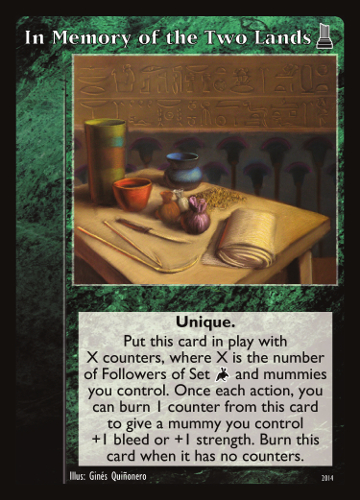 In Memory of the Two Lands
Unique.
Put this card in play with
X counters, where X is the number
of Followers of Set and mummies
you control. Once each action, you
can burn 1 counter from this card
to give a mummy you control
+1 bleed or +1 strength. Burn this
card when it has no counters.
Illus: Ginés Quiñonero
2014